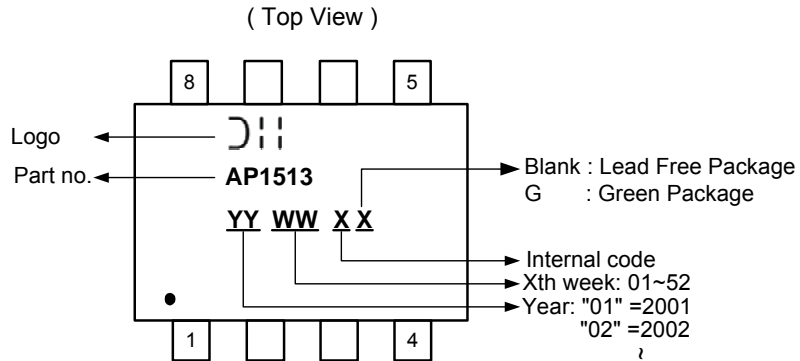 ( Top View )
8 5
Logo
Part no. AP1513
Blank : Lead Free Package
G : Green Package
YY WW X X
Internal code
Xth week: 01~52
Year: "01" =2001
"02" =2002
~
1 4